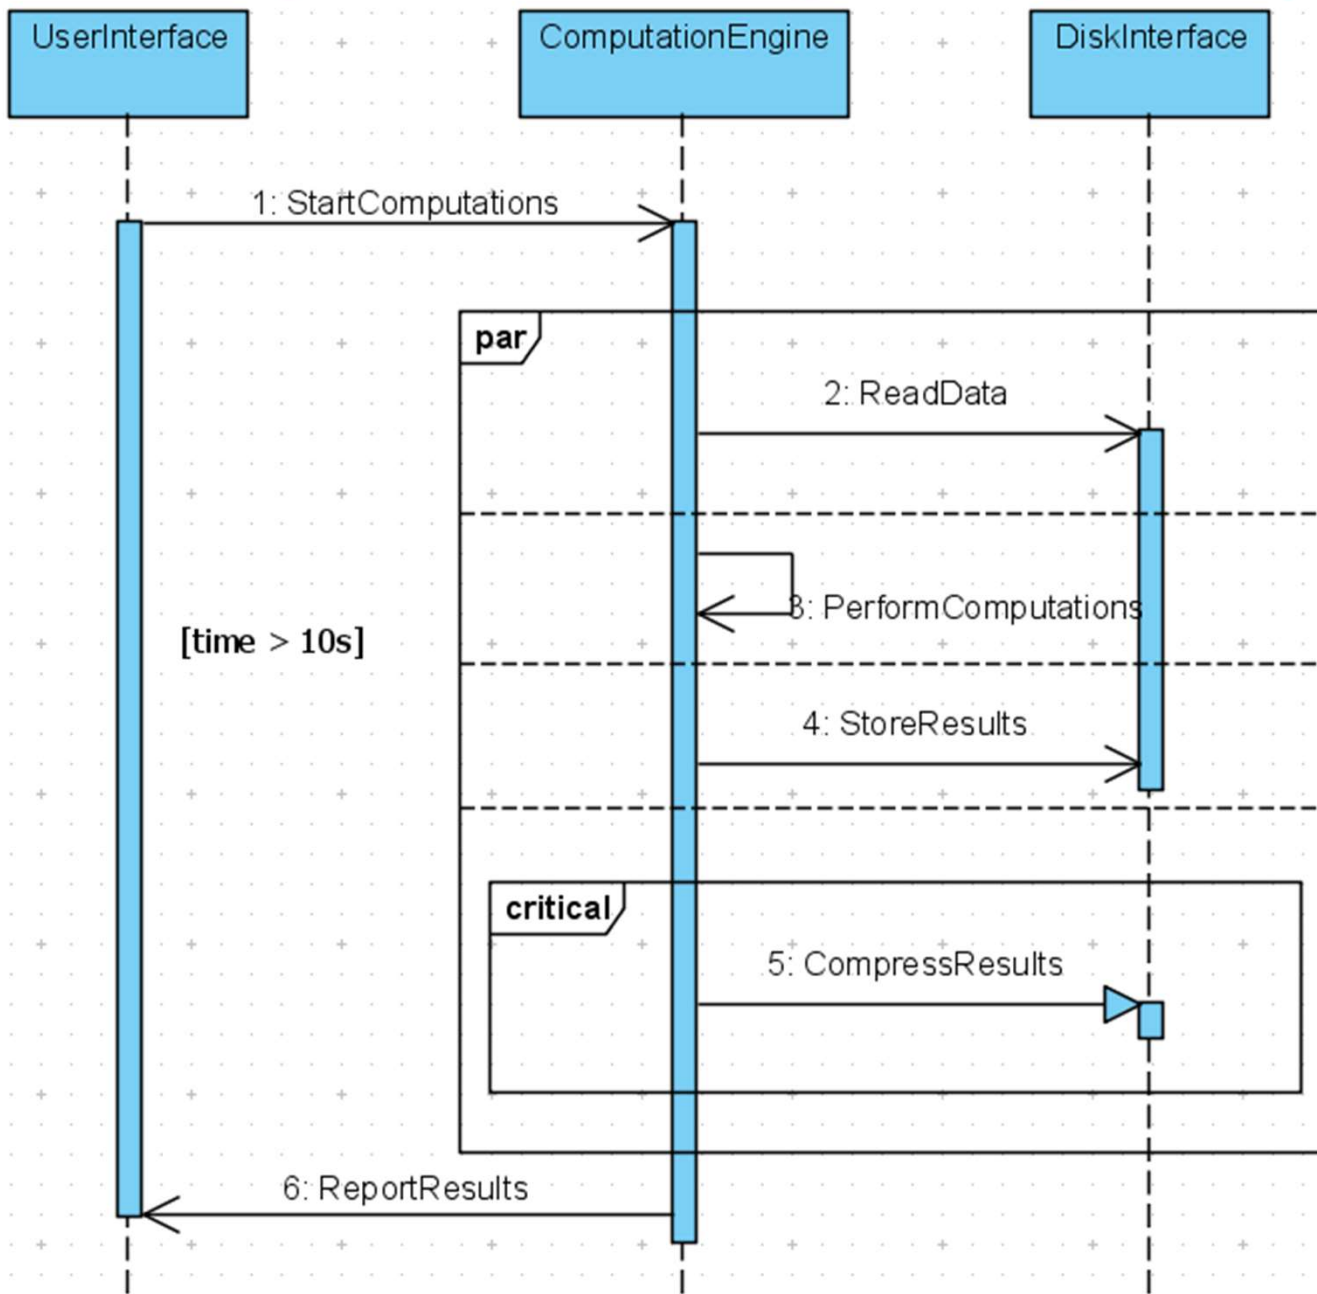 UserInterface
ComputationEngine
DiskInterface
1: StartComputations
par
2: ReadData
3: PerformComputations
[time > 10s]
4: StoreResults
critical
5: CompressResults
6: ReportResults